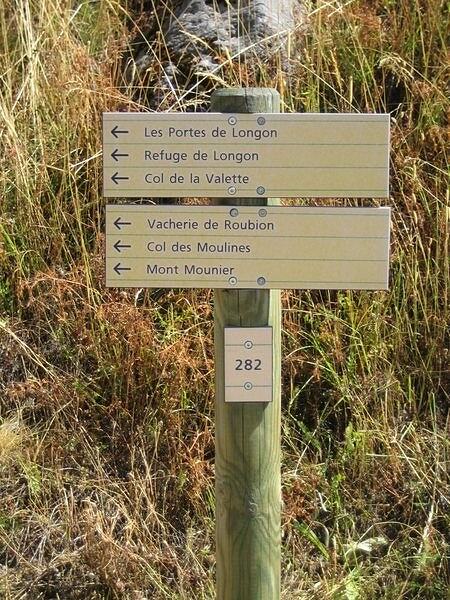 ← Les Portes de Longon
← Refuge de Longon
← Col de la Valette
← Vacherie de Roubion
← Col des Moulines
← Mont Mounier
282